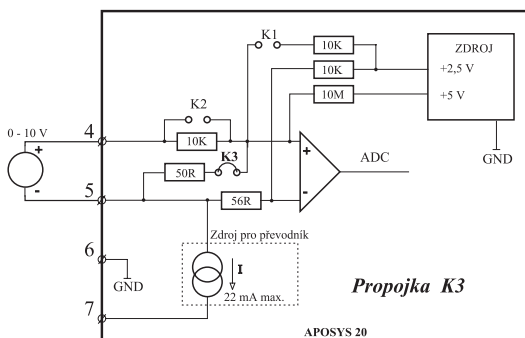 K1
10K
ZDROJ
10K
+2,5 V
K2
10M
+5 V
0 - 10 V
4
10K
+
K3
+
ADC
GND
50R
-
5
56R
-
Zdroj pro převodník
6
I
GND
22 mA max.
Propojka K3
7
APOSYS 20